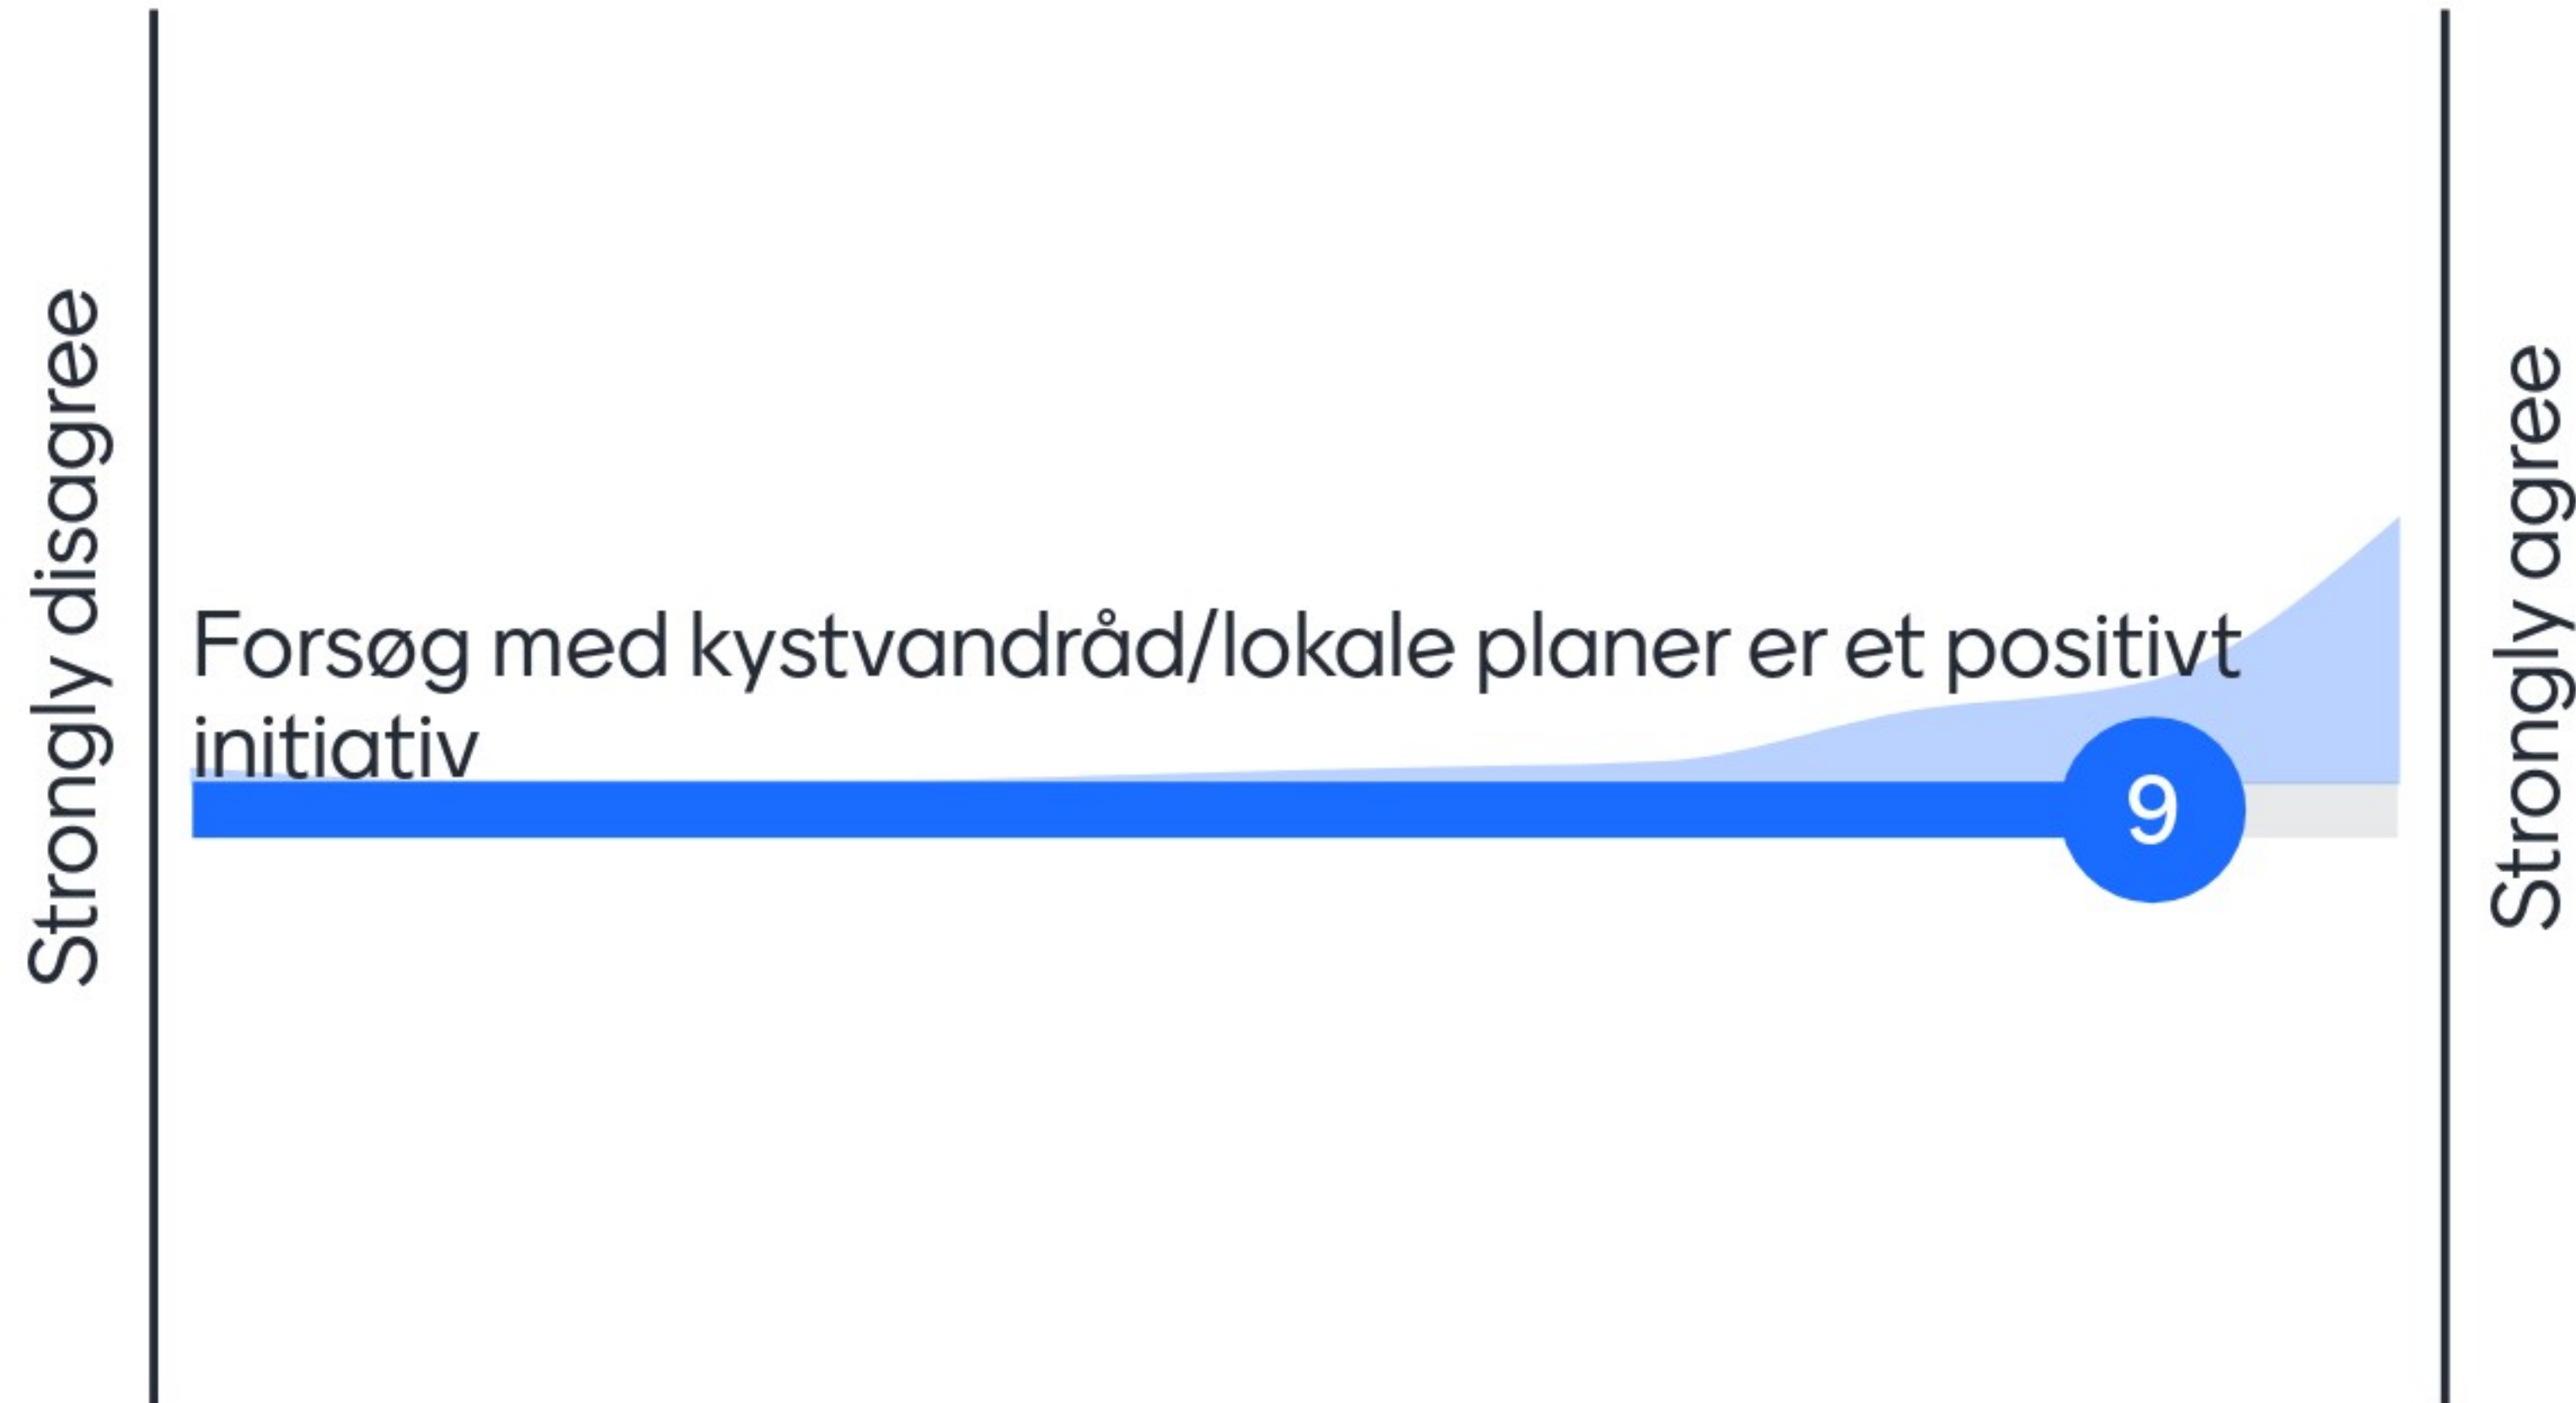 Strongly disagree
Forsøg med kystvandråd/lokale planer er et positivt
initiativ
9
Strongly agree